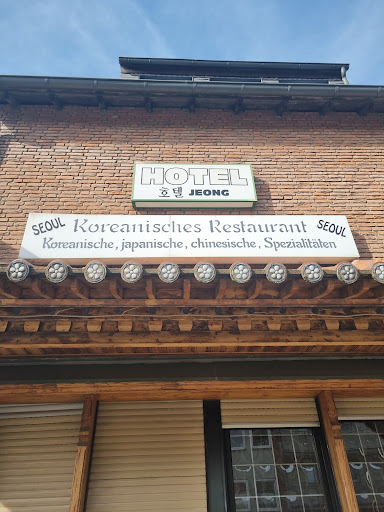 HOTEL
호텔 JEONG
SEOUL Koreanisches Restaurant SEOUL
Koreanische, japanische, chinesische, Spezialitäten